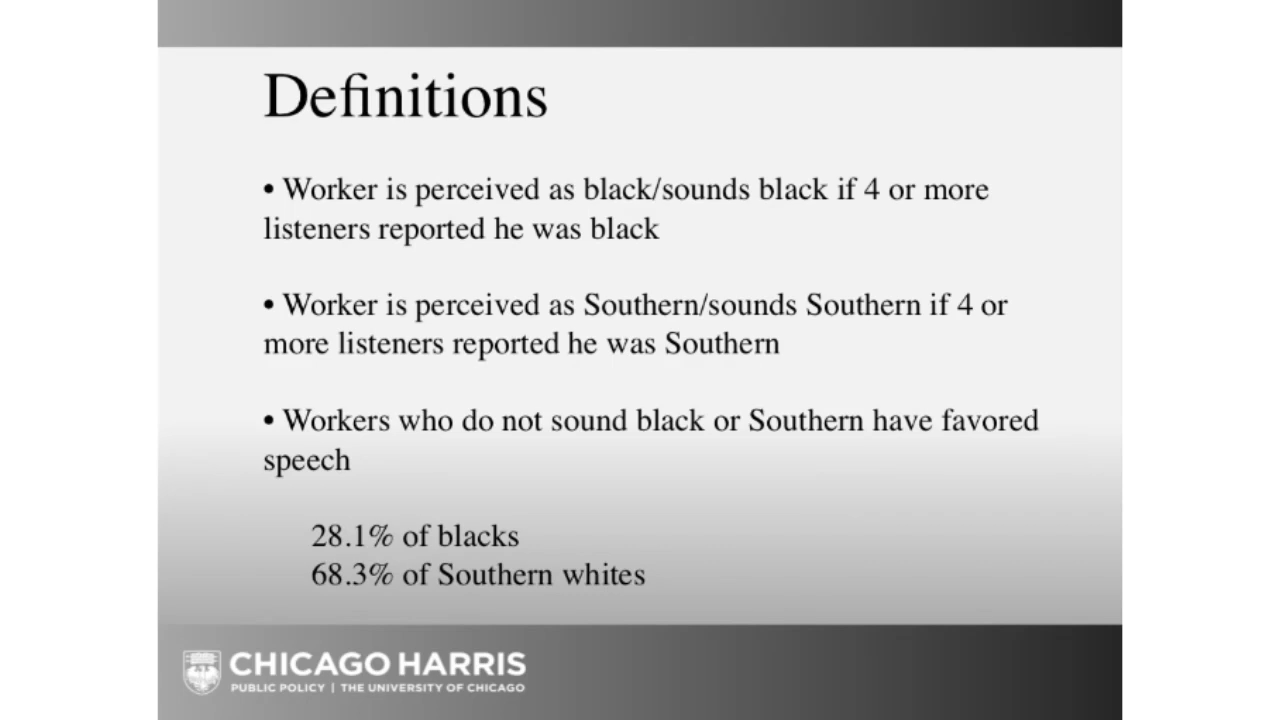 Definitions
• Worker is perceived as black/sounds black if 4 or more
listeners reported he was black
• Worker is perceived as Southern/sounds Southern if 4 or
more listeners reported he was Southern
• Workers who do not sound black or Southern have favored
speech
28.1% of blacks
68.3% of Southern whites
CHICAGO HARRIS
PUBLIC POLICY | THE UNIVERSITY OF CHICAGO